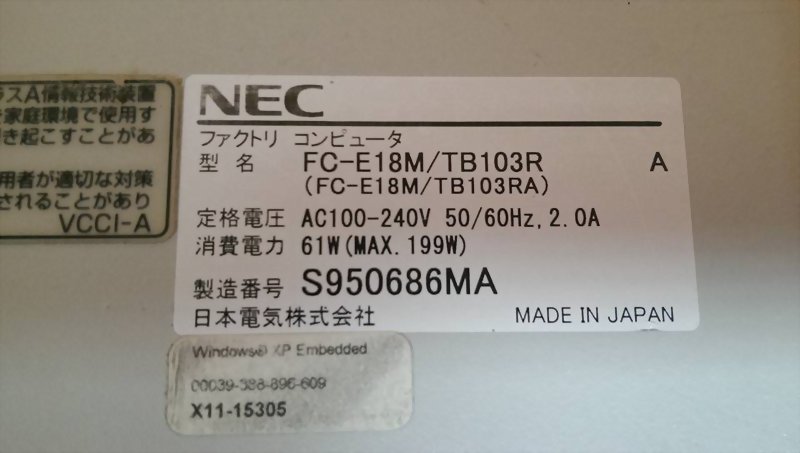 NEC
ファクトリ コンピュータ
型 名 FC-E18M/TB103R A
(FC-E18M/TB103RA)
定格電圧 AC100-240V 50/60Hz, 2.0A
消費電力 61W(MAX. 199W)
製造番号 S950686MA
日本電気株式会社 MADE IN JAPAN
ラスA情報技術装置
家庭環境で使用す
き起こすことがあ
用者が適切な対策
されることがあり
VCCI-A
Windows® XP Embedded
X11-15305